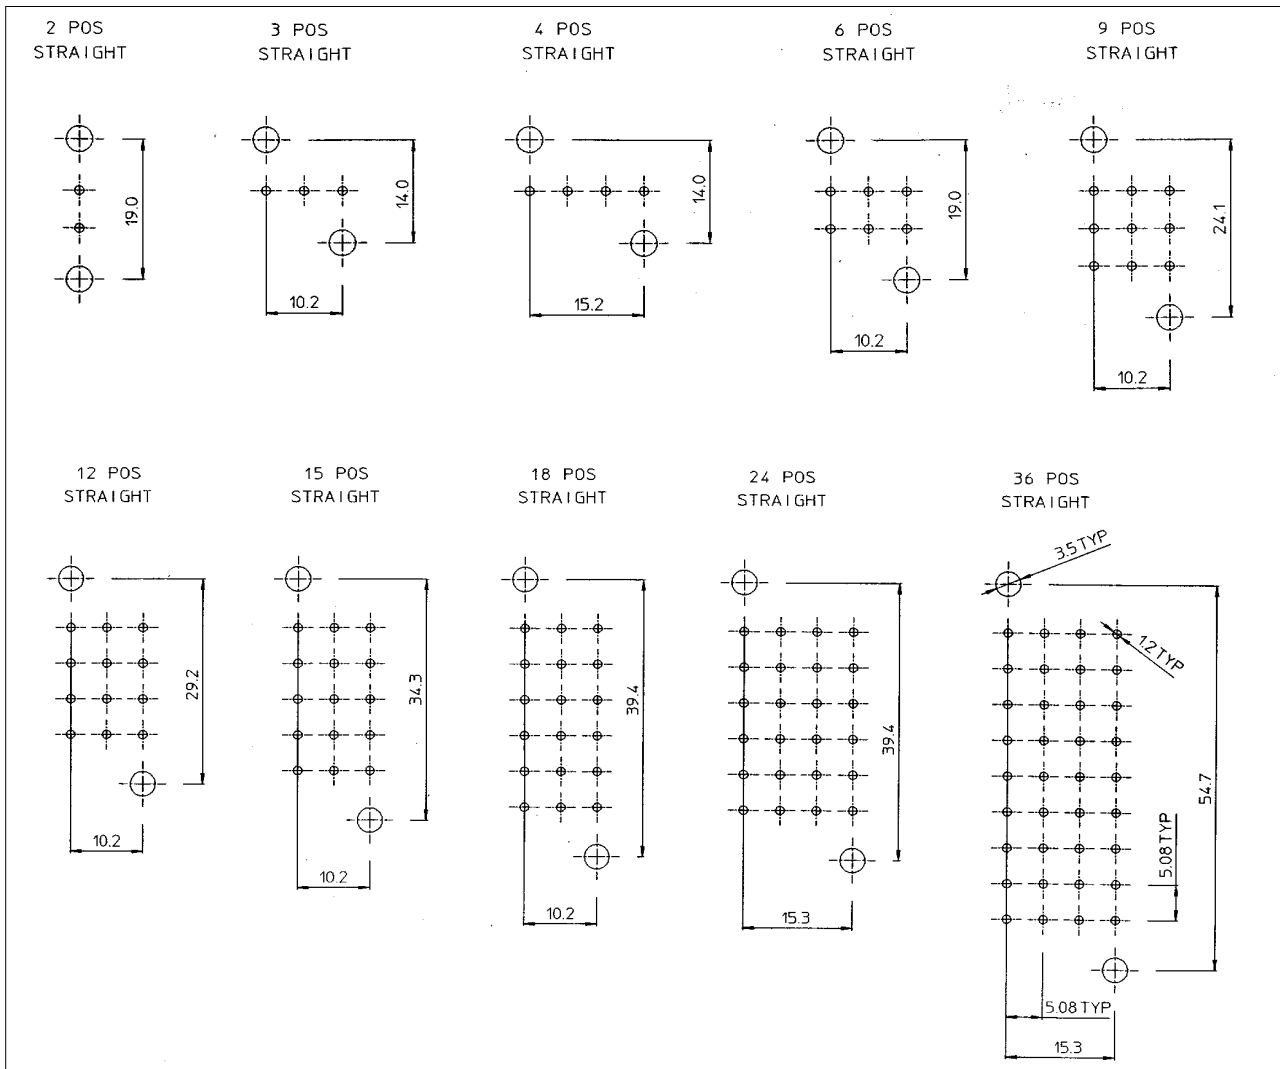 2 POS
STRAIGHT
19.0
3 POS
STRAIGHT
14.0
10.2
4 POS
STRAIGHT
14.0
15.2
6 POS
STRAIGHT
19.0
10.2
9 POS
STRAIGHT
24.1
10.2
12 POS
STRAIGHT
29.2
10.2
15 POS
STRAIGHT
34.3
10.2
18 POS
STRAIGHT
39.4
10.2
24 POS
STRAIGHT
39.4
15.3
36 POS
STRAIGHT
3.5 TYP
1.2 TYP
54.7
5.08 TYP
5.08 TYP
15.3